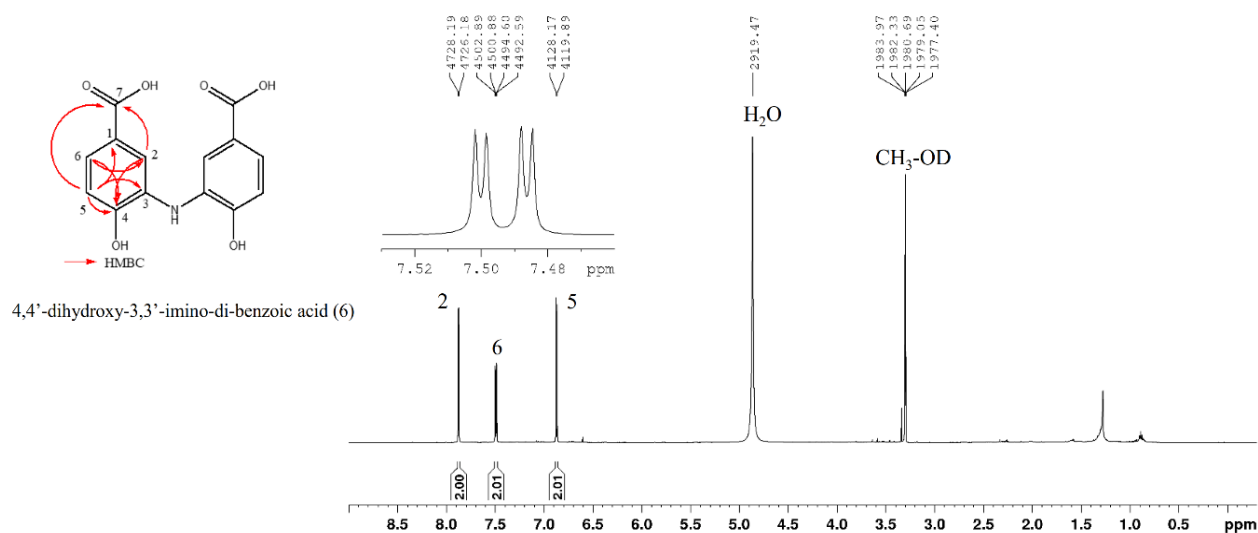 4728.19
4726.18
4502.89
4500.88
4494.60
4492.59
4128.17
4119.89
2919.47
1983.97
1982.33
1980.69
1979.05
1977.40
O
OH
O
OH
7
1
6
2
5
3
4
N
H
OH
OH
HMBC
4,4’-dihydroxy-3,3’-imino-di-benzoic acid (6)
7.52 7.50 7.48 ppm
H2O
CH3-OD
2
6
5
2.00
2.01
2.01
8.5 8.0 7.5 7.0 6.5 6.0 5.5 5.0 4.5 4.0 3.5 3.0 2.5 2.0 1.5 1.0 0.5 ppm